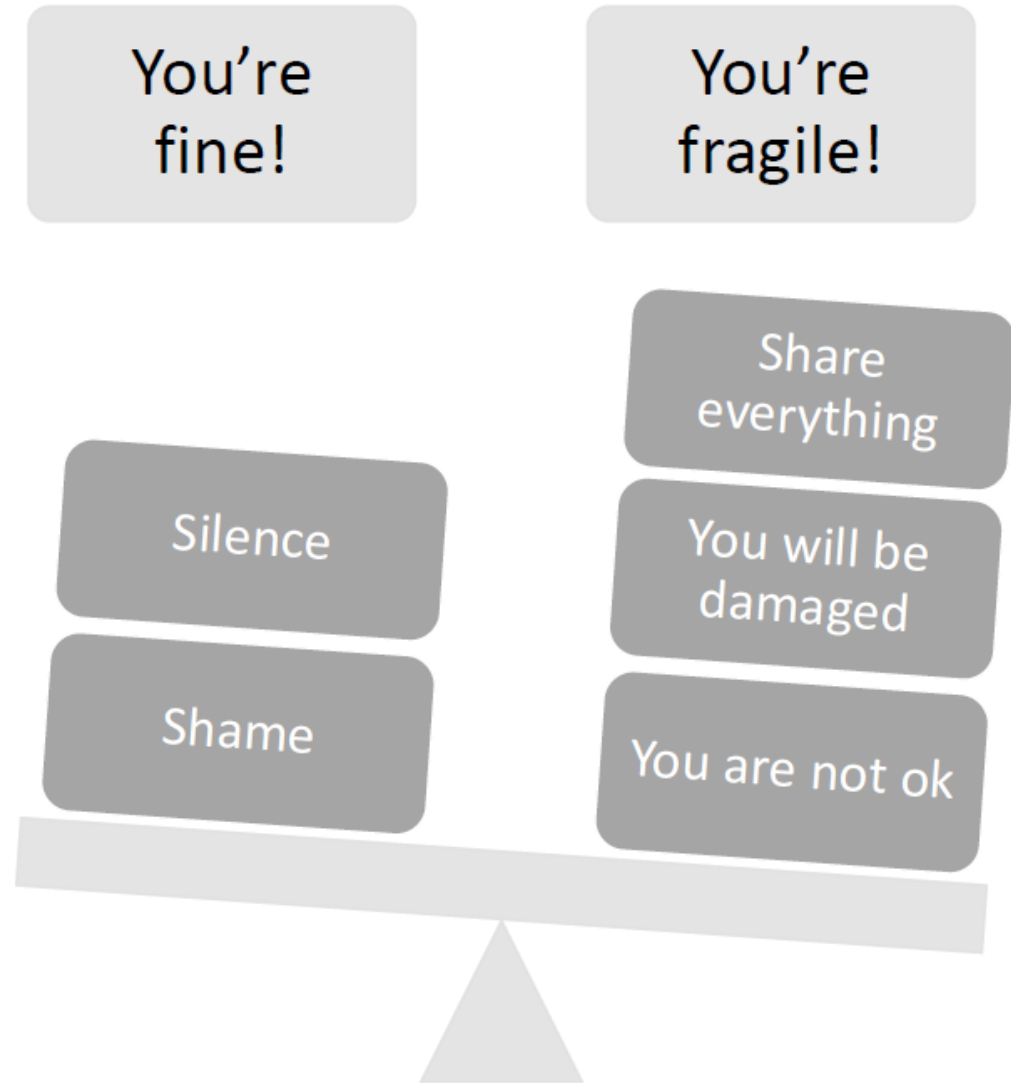 You’re
fine!
You’re
fragile!
Silence
Shame
Share
everything
You will be
damaged
You are not ok